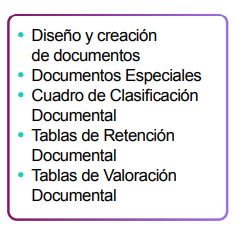 • Diseño y creación
de documentos
• Documentos Especiales
• Cuadro de Clasificación
Documental
• Tablas de Retención
Documental
• Tablas de Valoración
Documental